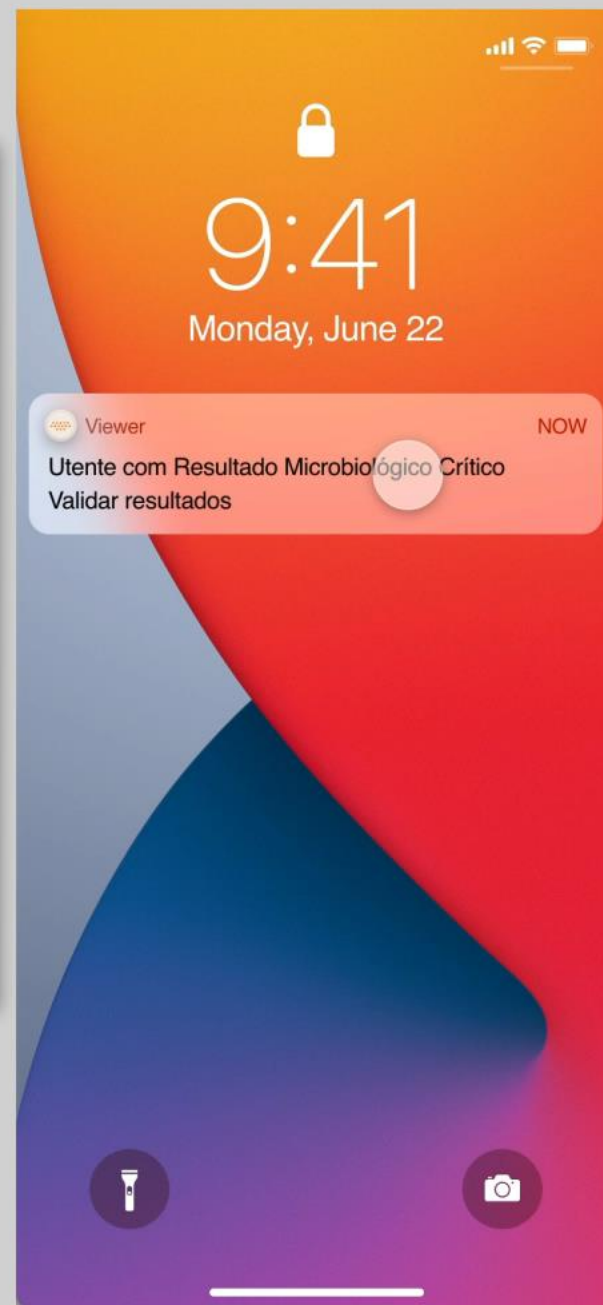 9:41
Monday, June 22
Viewer NOW
Utente com Resultado Microbiológico Crítico
Validar resultados